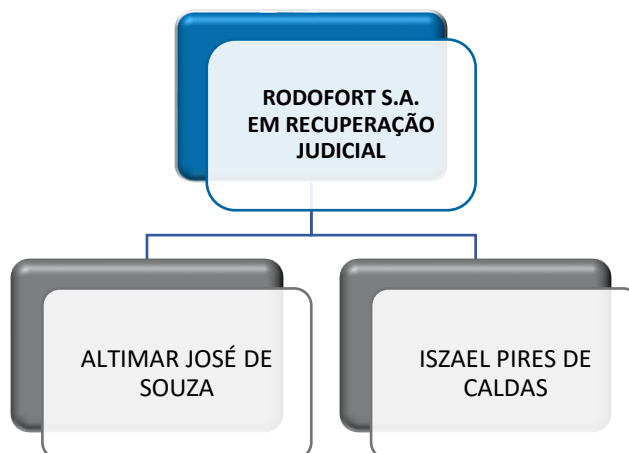 RODOFORT S.A.
EM RECUPERAÇÃO
JUDICIAL
ALTIMAR JOSÉ DE
SOUZA
ISZAEL PIRES DE
CALDAS